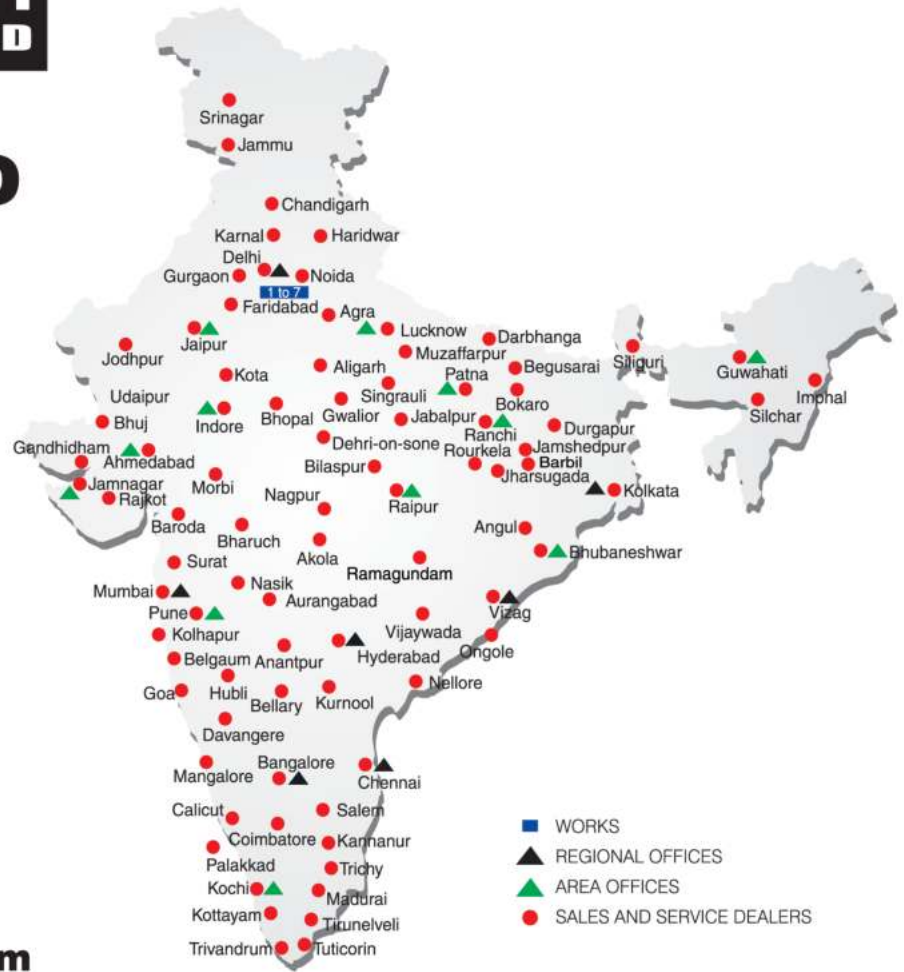 D
Srinagar
Jammu
Chandigarh
Karnal
Haridwar
Delhi
Gurgaon
Noida
1 to 7
Faridabad
Agra
Jaipur
Lucknow
Darbhanga
Jodhpur
Muzaffarpur
Siliguri
Guwahati
Kota
Aligarh
Patna
Begusarai
Udaipur
Singrauli
Bokaro
Imphal
Bhuj
Indore
Bhopal
Gwalior
Jabalpur
Ranchi
Durgapur
Silchar
Gandhidham
Ahmedabad
Dehri-on-sone
Rourkela
Jamshedpur
Barbil
Jamnagar
Rajkot
Morbi
Bilaspur
Jharsugada
Kolkata
Nagpur
Raipur
Baroda
Bharuch
Akola
Angul
Bhubaneshwar
Surat
Ramagundam
Mumbai
Nasik
Aurangabad
Pune
Vizag
Kolhapur
Vijaywada
Hyderabad
Ongole
Belgaum
Anantpur
Goa
Hubli
Bellary
Kurnool
Nellore
Davangere
Mangalore
Bangalore
Chennai
Calicut
Salem
Coimbatore
Kannanur
Palakkad
Trichy
Kochi
Madurai
Kottayam
Tirunelveli
Trivandrum
Tuticorin
WORKS
REGIONAL OFFICES
AREA OFFICES
SALES AND SERVICE DEALERS
m